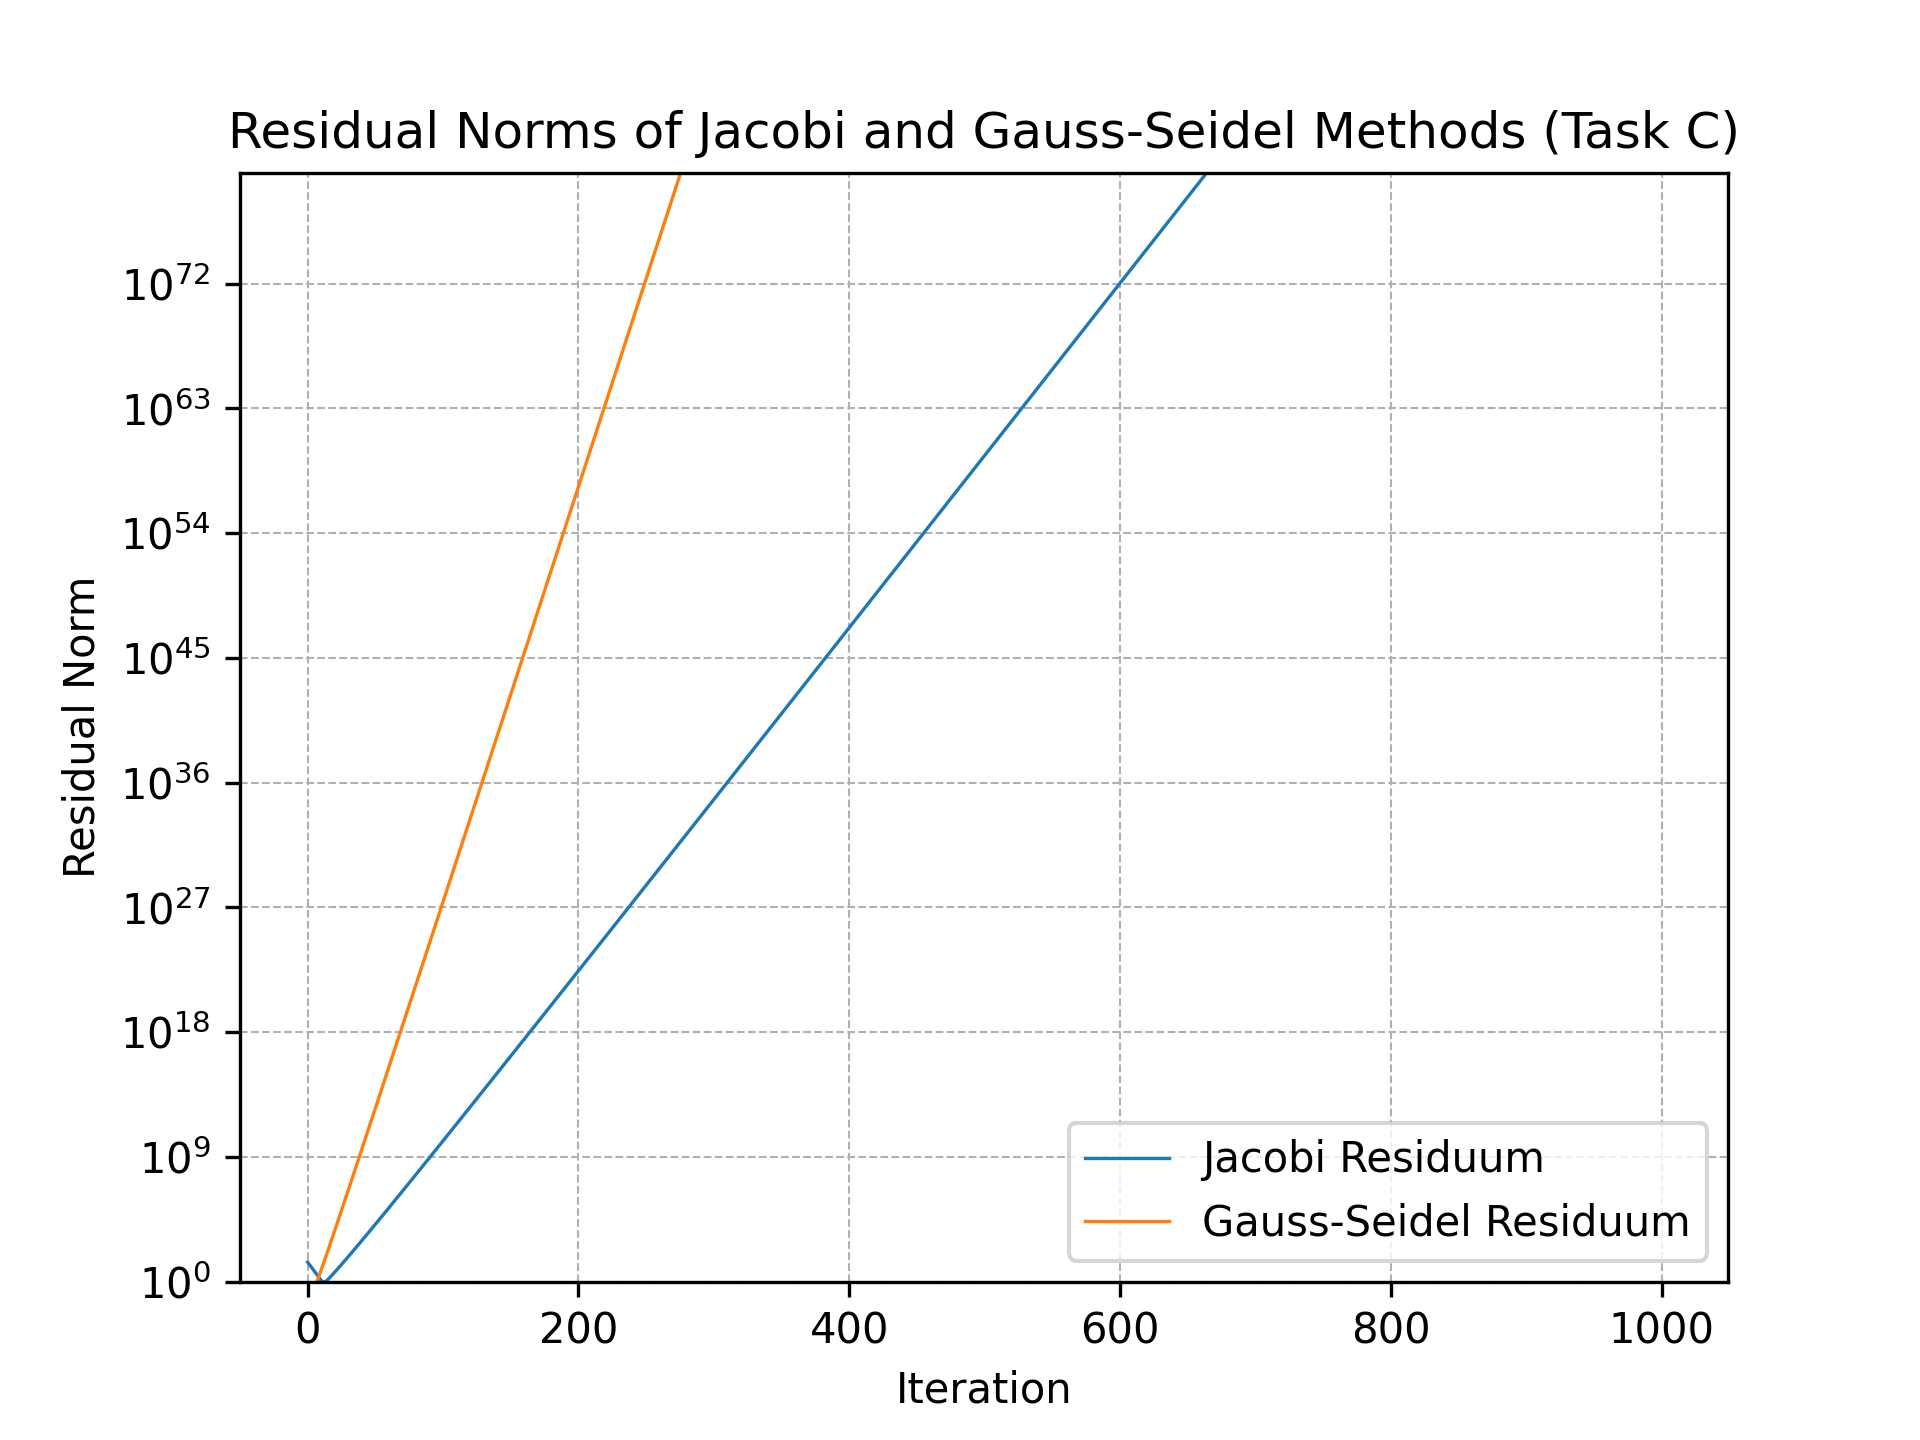 Residual Norms of Jacobi and Gauss-Seidel Methods (Task C)
10^72
10^63
10^54
10^45
10^36
10^27
10^18
10^9
10^0
Residual Norm
Jacobi Residuum
Gauss-Seidel Residuum
0 200 400 600 800 1000
Iteration